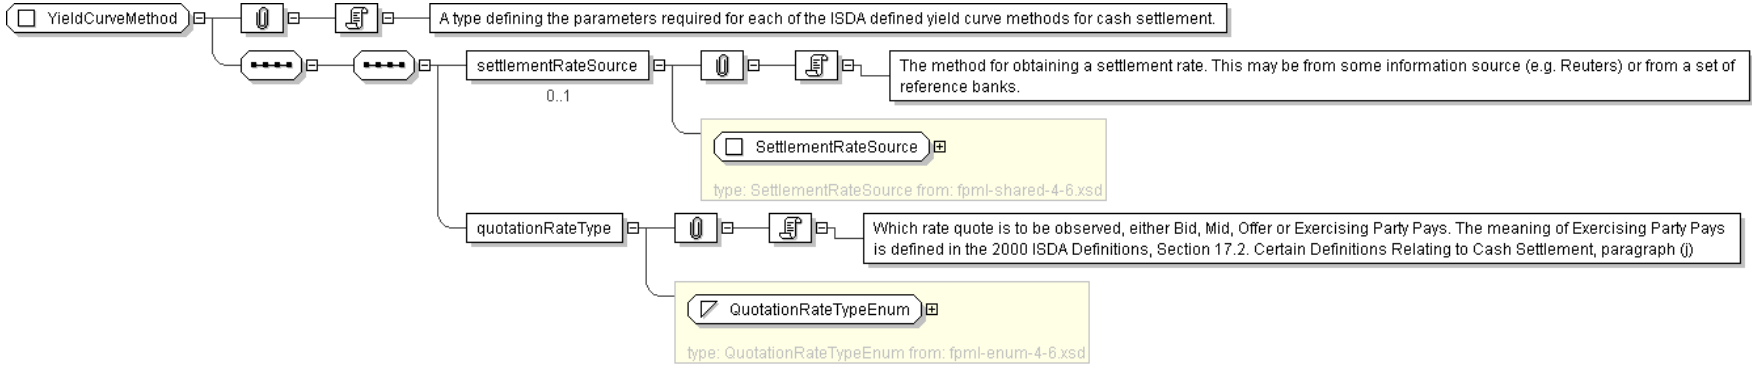 YieldCurveMethod
A type defining the parameters required for each of the ISDA defined yield curve methods for cash settlement.
settlementRateSource
0..1
The method for obtaining a settlement rate. This may be from some information source (e.g. Reuters) or from a set of
reference banks.
SettlementRateSource
type: SettlementRateSource from: fpml-shared-4-6.xsd
quotationRateType
Which rate quote is to be observed, either Bid, Mid, Offer or Exercising Party Pays. The meaning of Exercising Party Pays
is defined in the 2000 ISDA Definitions, Section 17.2. Certain Definitions Relating to Cash Settlement, paragraph (j)
QuotationRateTypeEnum
type: QuotationRateTypeEnum from: fpml-enum-4-6.xsd